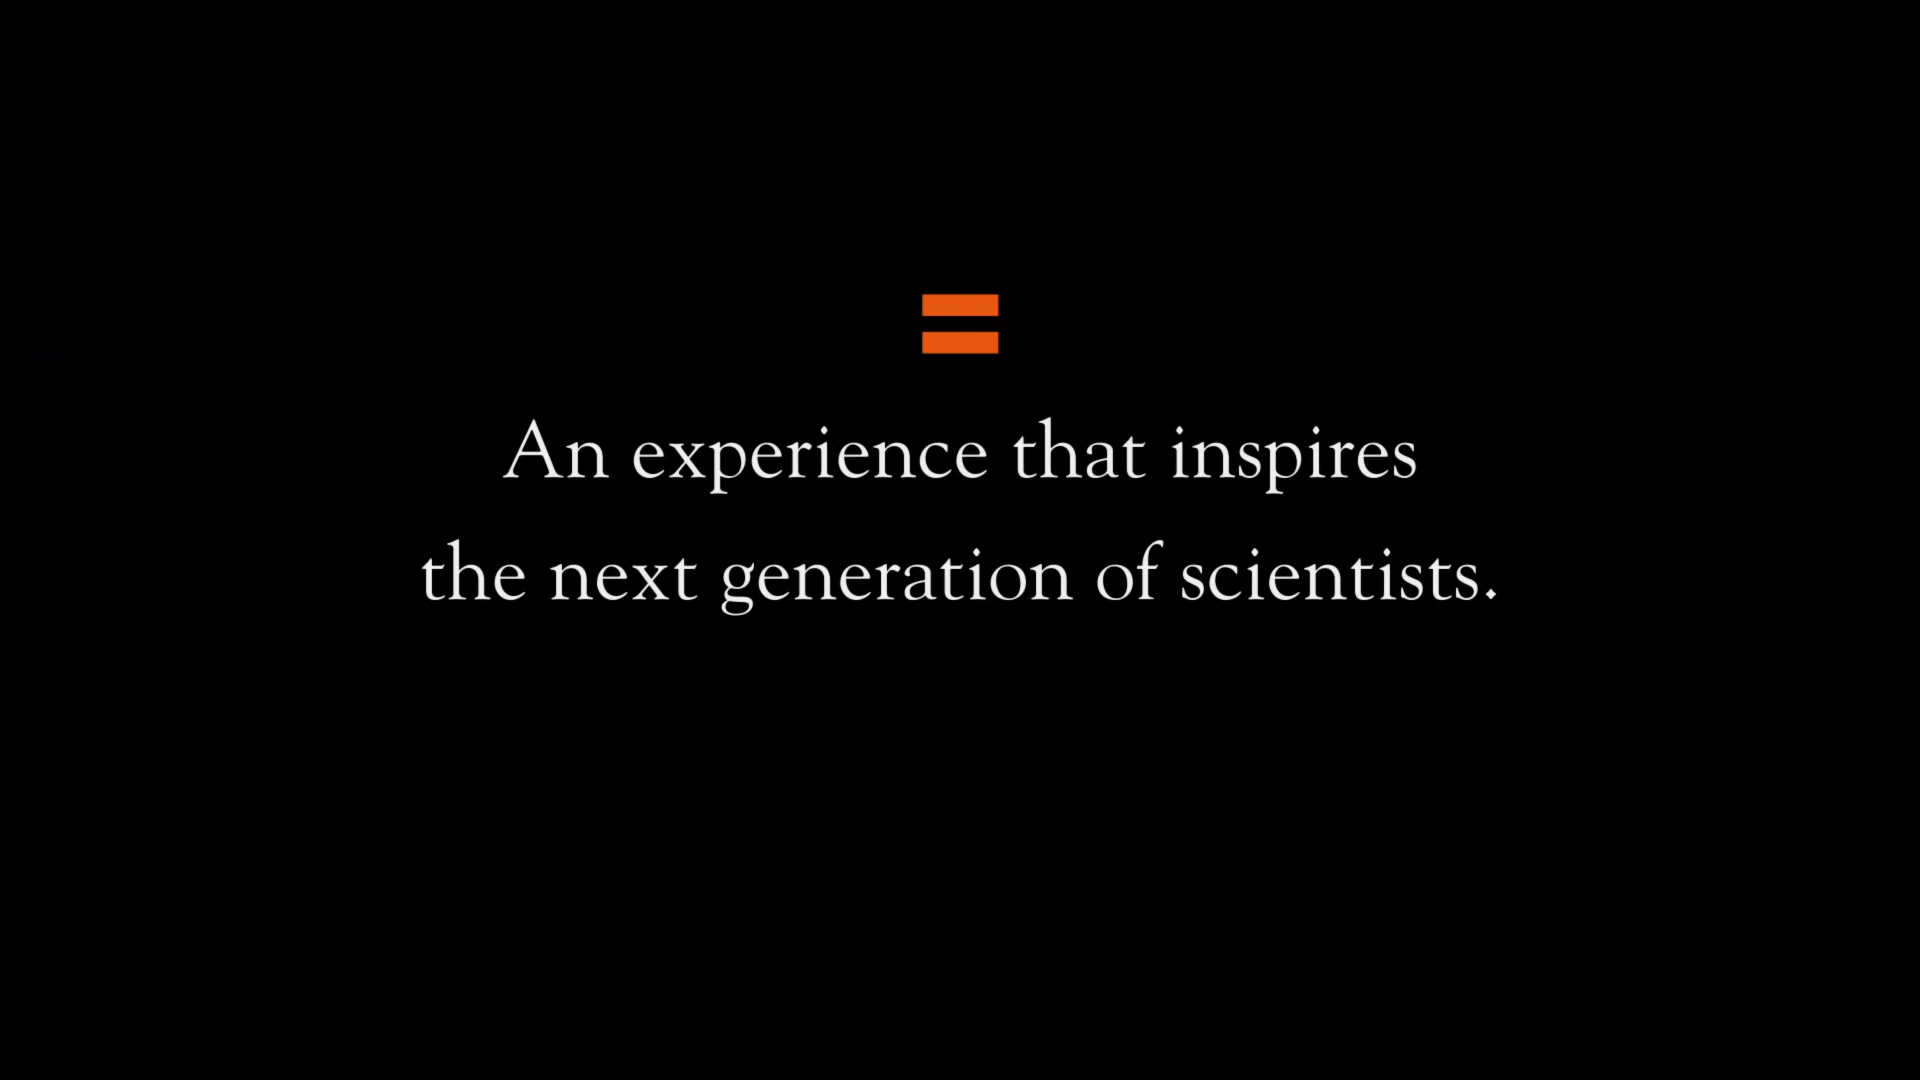 =
An experience that inspires
the next generation of scientists.